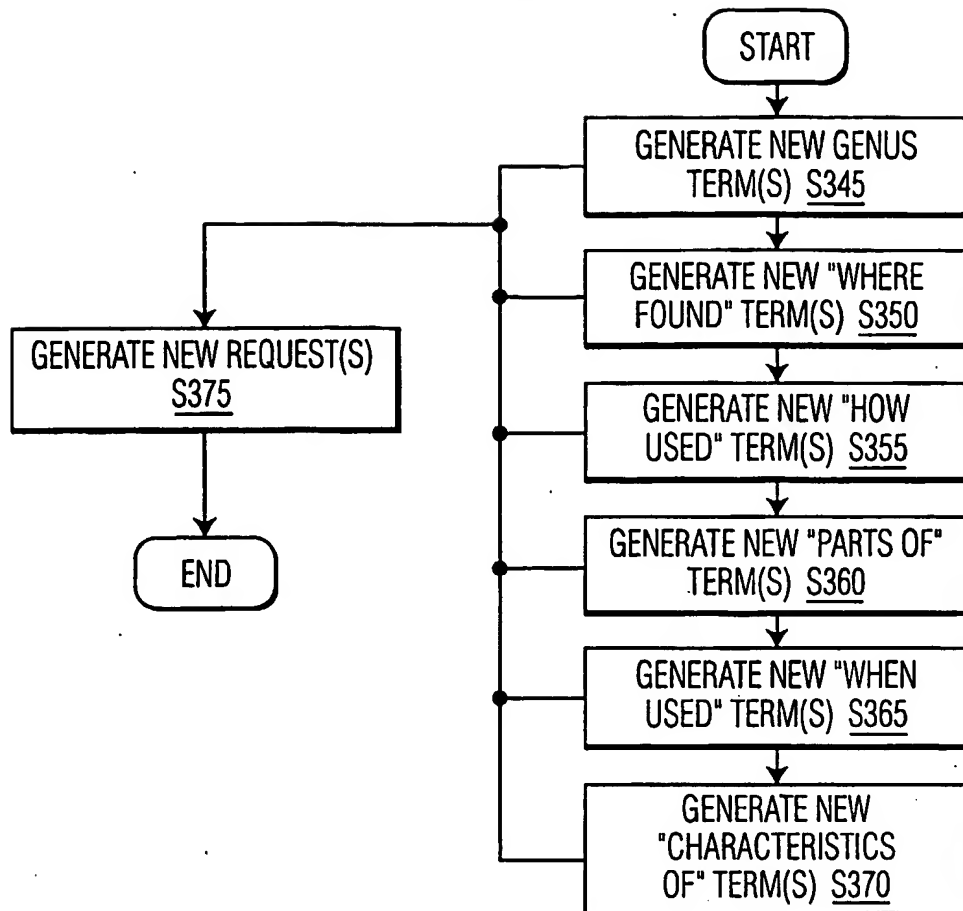 START
GENERATE NEW GENUS
TERM(S) S345
GENERATE NEW "WHERE
FOUND" TERM(S) S350
GENERATE NEW "HOW
USED" TERM(S) S355
GENERATE NEW "PARTS OF"
TERM(S) S360
GENERATE NEW "WHEN
USED" TERM(S) S365
GENERATE NEW
"CHARACTERISTICS
OF" TERM(S) S370
GENERATE NEW REQUEST(S)
S375
END